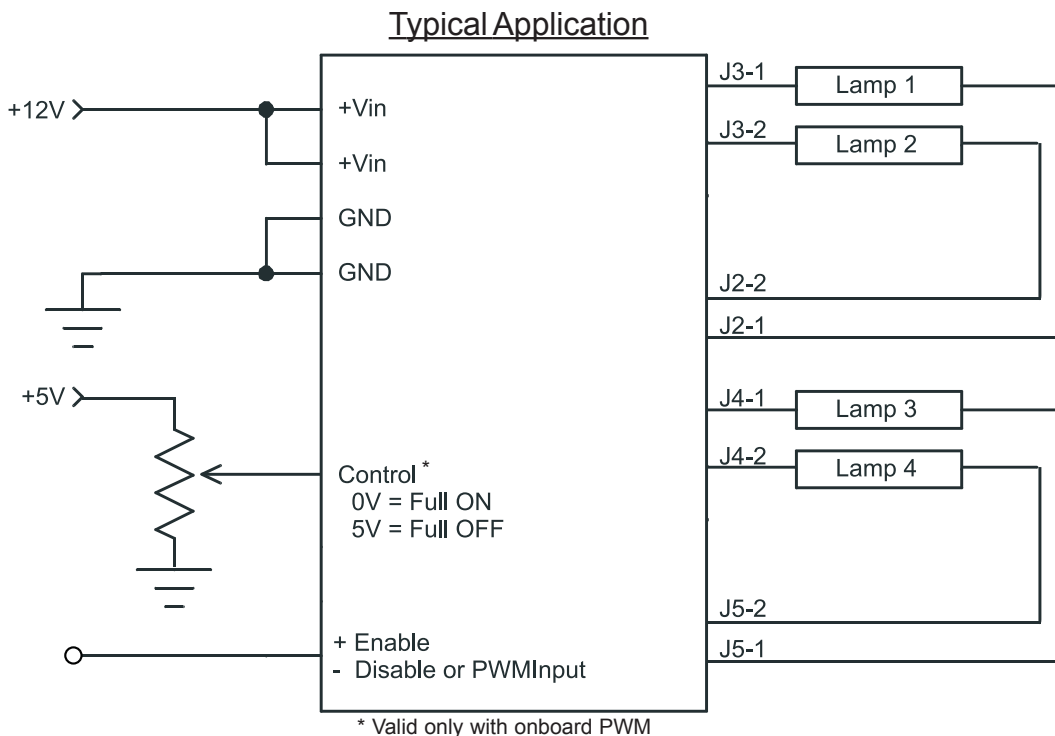 Typical Application
+12V
+Vin
+Vin
GND
GND
+5V
Control *
0V = Full ON
5V = Full OFF
+ Enable
- Disable or PWMInput
J3-1
Lamp 1
J3-2
Lamp 2
J2-2
J2-1
J4-1
Lamp 3
J4-2
Lamp 4
J5-2
J5-1
* Valid only with onboard PWM